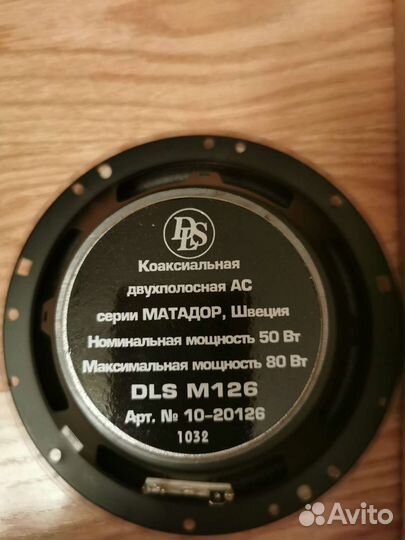 DLS
Коаксиальная
двухполосная АС
серии МАТАДОР, Швеция
Номинальная мощность 50 Вт
Максимальная мощность 80 Вт
DLS M126
Арт. № 10-20126
1032
Avito